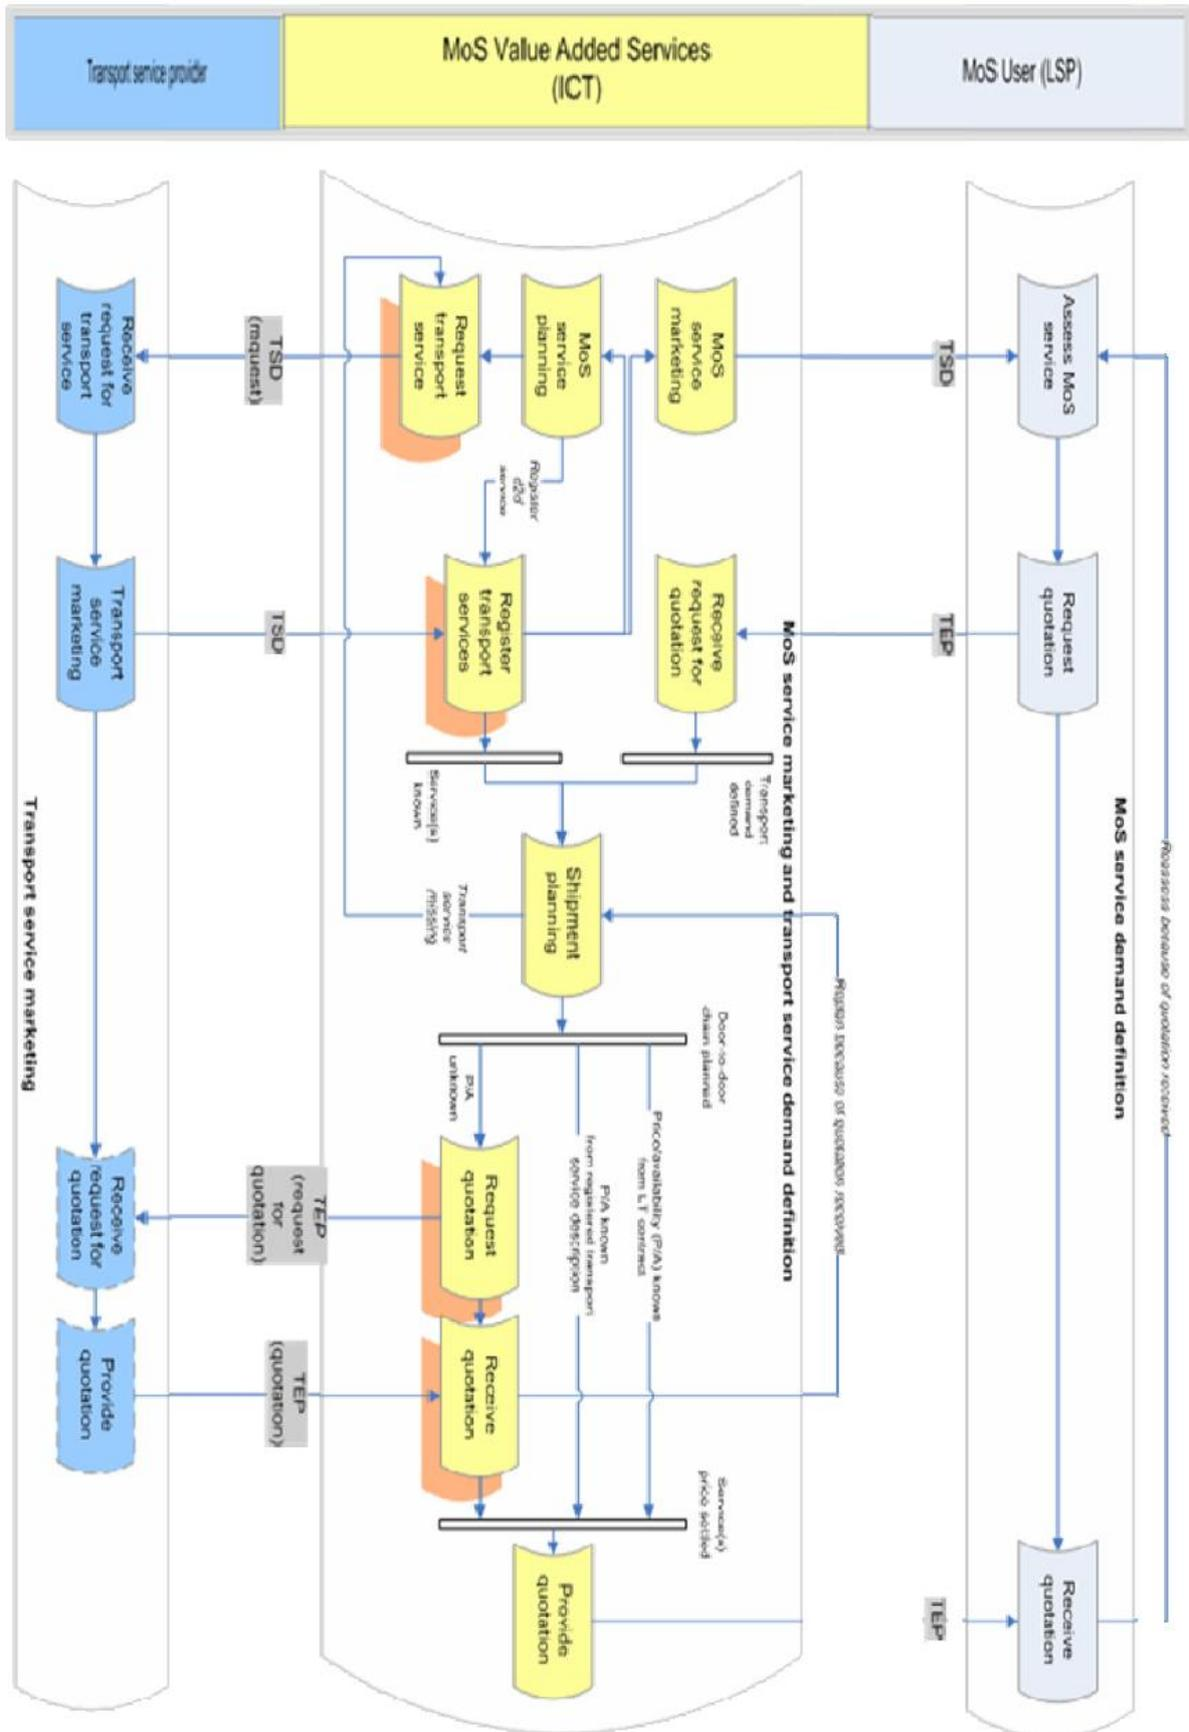 Transport service provider
MoS Value Added Services
(ICT)
MoS User (LSP)
MoS service demand definition
Reassess because of quotation received
Assess MoS
service
Request
quotation
Receive
quotation
TSD
TEP
TEP
MoS service marketing and transport service demand definition
Replan because of quotation received
MoS
service
marketing
Receive
request for
quotation
Transport
demand
defined
MoS
service
planning
Register
d2d
service
Request
transport
service
Register
transport
services
Service(s)
known
Shipment
planning
Transport
service
missing
Door-to-door
chain planned
Price/availability (P/A) knows
from LT contract
P/A known
from registered transport
service description
P/A
unknown
Request
quotation
Receive
quotation
Service(s)
price settled
Provide
quotation
TSD
(request)
TSD
TEP
(request
for
quotation)
TEP
(quotation)
Receive
request for
transport
service
Transport
service
marketing
Receive
request for
quotation
Provide
quotation
Transport service marketing